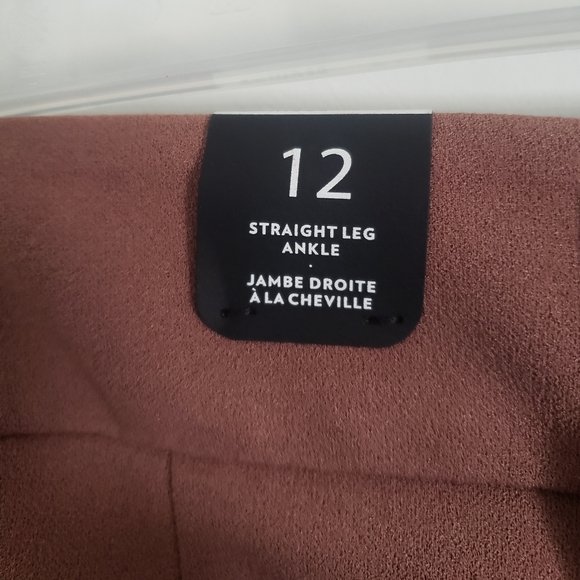 12
STRAIGHT LEG
ANKLE
·
JAMBE DROITE
À LA CHEVILLE